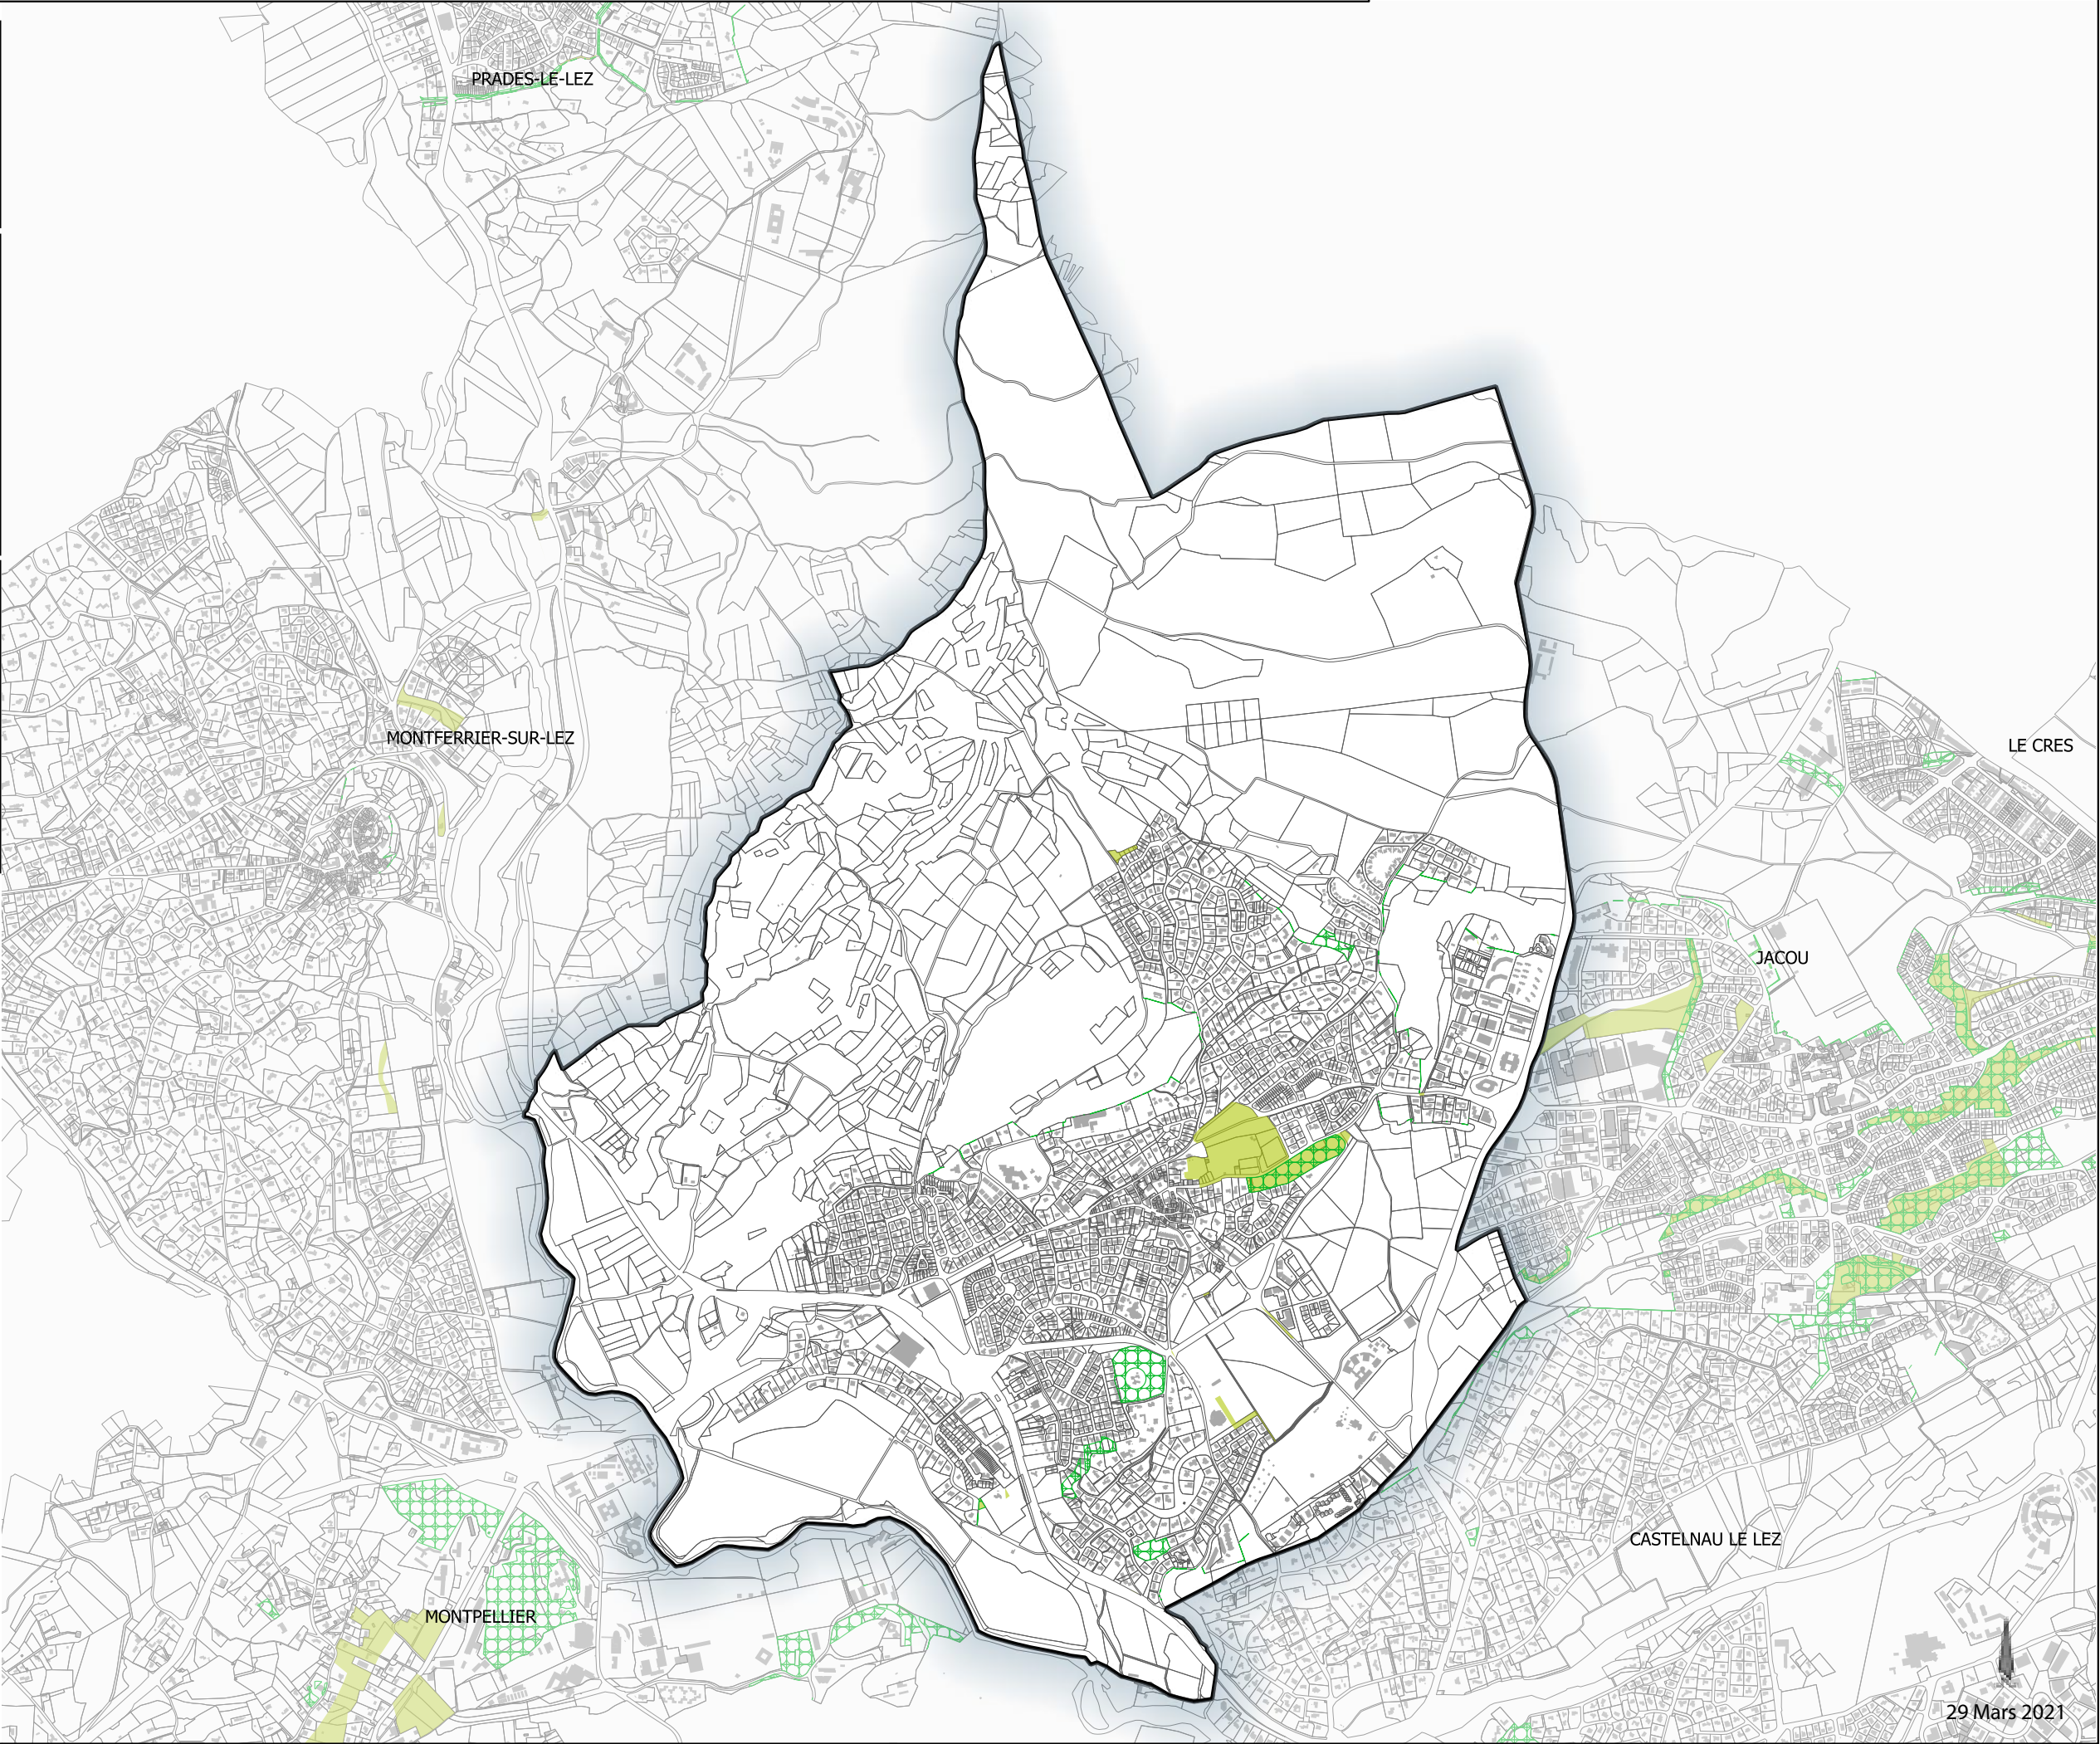 PRADES-LE-LEZ
MONTFERRIER-SUR-LEZ
LE CRES
JACOU
CASTELNAU LE LEZ
MONTPELLIER
29 Mars 2021